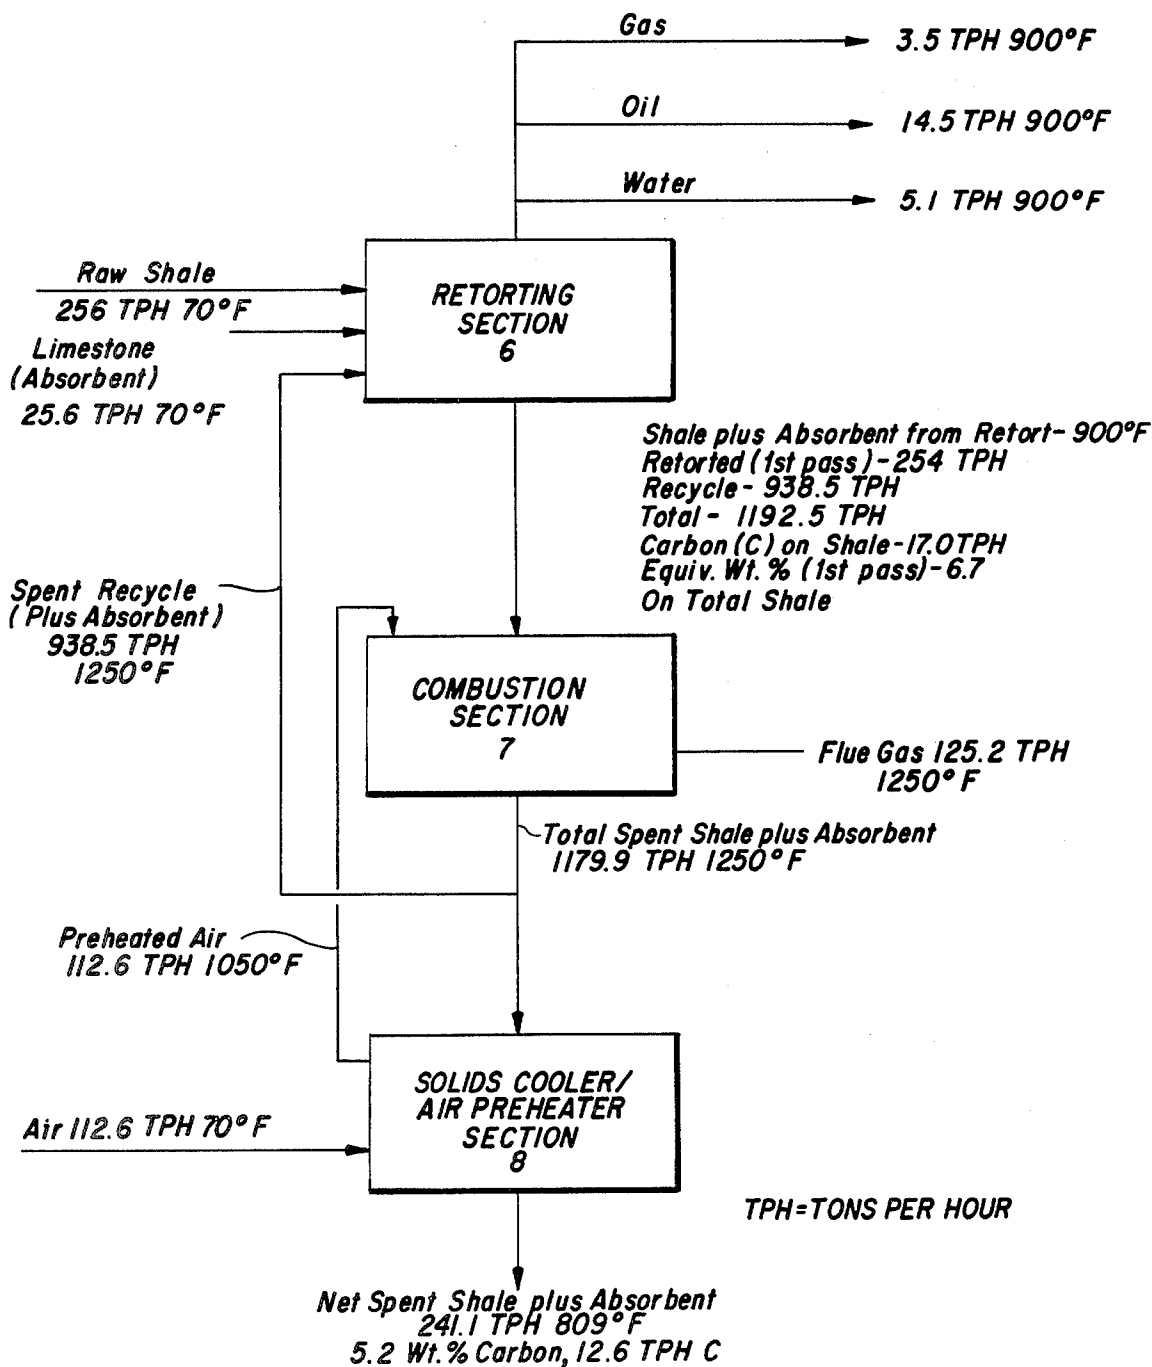 Gas
3.5 TPH 900°F
Oil
14.5 TPH 900°F
Water
5.1 TPH 900°F
Raw Shale
256 TPH 70°F
Limestone
(Absorbent)
25.6 TPH 70°F
RETORTING
SECTION
6
Shale plus Absorbent from Retort- 900°F
Retorted (1st pass)-254 TPH
Recycle- 938.5 TPH
Total- 1192.5 TPH
Carbon (C) on Shale-17.0TPH
Equiv. Wt. % (1st pass)-6.7
On Total Shale
Spent Recycle
(Plus Absorbent)
938.5 TPH
1250°F
COMBUSTION
SECTION
7
Flue Gas 125.2 TPH
1250°F
Total Spent Shale plus Absorbent
1179.9 TPH 1250°F
Preheated Air
112.6 TPH 1050°F
SOLIDS COOLER/
AIR PREHEATER
SECTION
8
Air 112.6 TPH 70°F
TPH=TONS PER HOUR
Net Spent Shale plus Absorbent
241.1 TPH 809°F
5.2 Wt.% Carbon, 12.6 TPH C